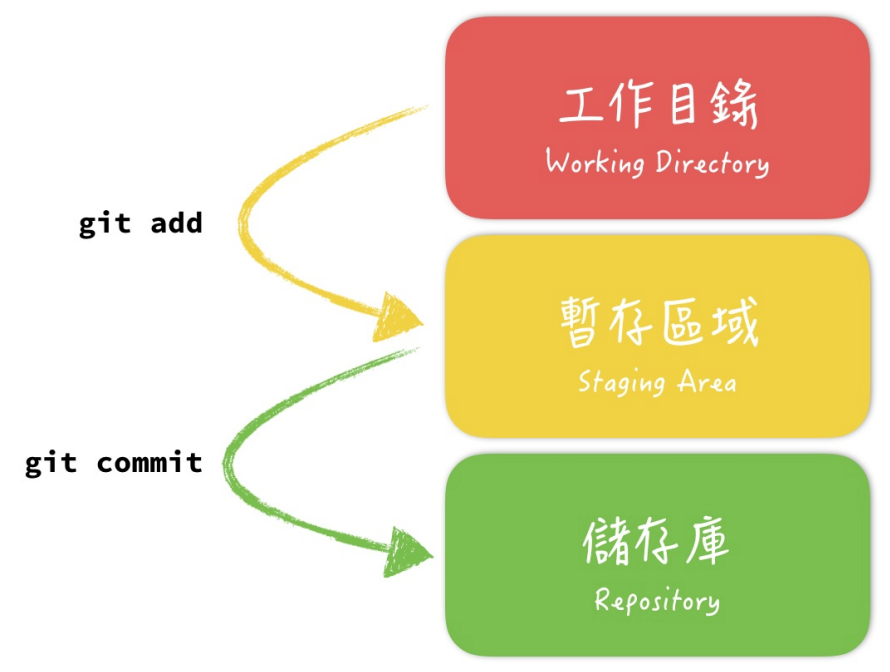 工作目錄
Working Directory
git add
暫存區域
Staging Area
git commit
儲存庫
Repository